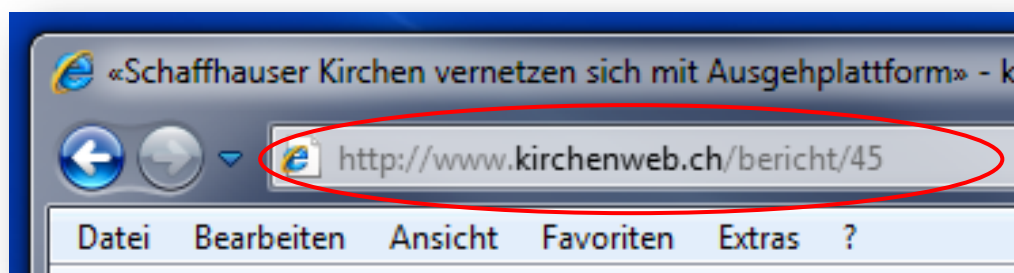 «Schaffhauser Kirchen vernetzen sich mit Ausgehplattform» - k
http://www.kirchenweb.ch/bericht/45
Datei Bearbeiten Ansicht Favoriten Extras ?